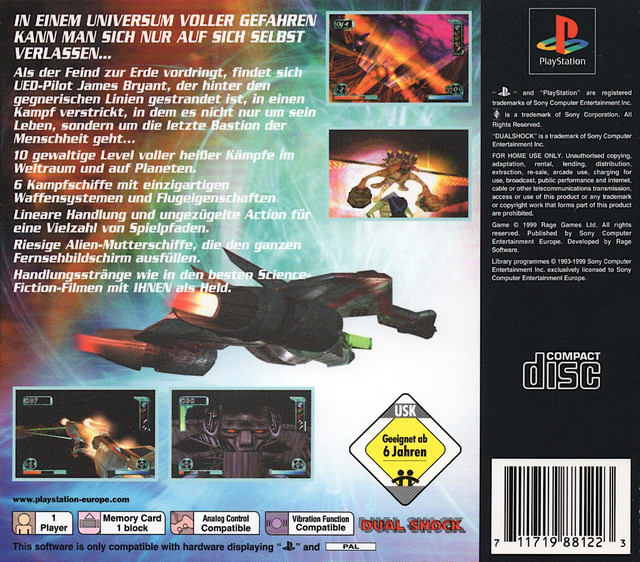 IN EINEM UNIVERSUM VOLLER GEFAHREN
KANN MAN SICH NUR AUF SICH SELBST
VERLASSEN...
Als der Feind zur Erde vordringt, findet sich
UED-Pilot James Bryant, der hinter den
gegnerischen Linien gestrandet ist, in einen
Kampf verstrickt, in dem es nicht nur um sein
Leben, sondern um die letzte Bastion der
Menschheit geht...
10 gewaltige Level voller heißer Kämpfe im
Weltraum und auf Planeten.
6 Kampfschiffe mit einzigartigen
Waffensystemen und Flugeigenschaften
Lineare Handlung und ungezügelte Action für
eine Vielzahl von Spielpfaden.
Riesige Alien-Mutterschiffe, die den ganzen
Fernsehbildschirm ausfüllen.
Handlungsstränge wie in den besten Science-
Fiction-Filmen mit IHNEN als Held.
097
USK
Geeignet ab
6 Jahren
www.playstation-europe.com
1
Player
Memory Card
1 block
Analog Control
Compatible
Vibration Function
Compatible
DUAL SHOCK
This software is only compatible with hardware displaying " " and PAL
PlayStation
" " and "PlayStation" are registered
trademarks of Sony Computer Entertainment Inc.
is a trademark of Sony Corporation. All
Rights Reserved.
"DUALSHOCK" is a trademark of Sony Computer
Entertainment Inc.
FOR HOME USE ONLY. Unauthorised copying,
adaptation, rental, lending, distribution,
extraction, re-sale, arcade use, charging for
use, broadcast, public performance and internet,
cable or other telecommunications transmission,
access or use of this product or any trademark
or copyright work that forms part of this product
are prohibited.
Game © 1999 Rage Games Ltd. All rights
reserved. Published by Sony Computer
Entertainment Europe. Developed by Rage
Software.
Library programmes © 1993-1999 Sony Computer
Entertainment Inc. exclusively licensed to Sony
Computer Entertainment Europe.
COMPACT
disc
7 11719 88122 3